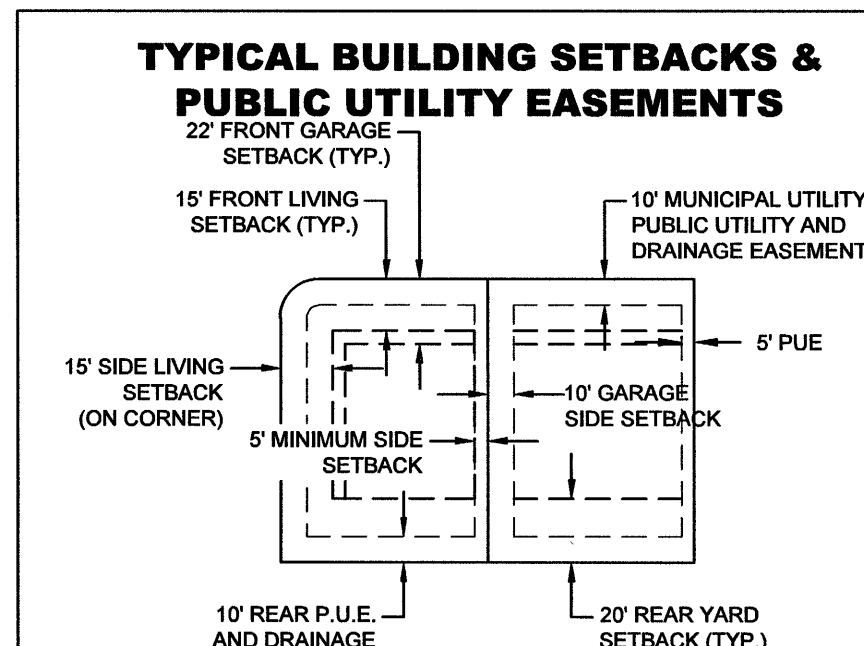 TYPICAL BUILDING SETBACKS &
PUBLIC UTILITY EASEMENTS
22' FRONT GARAGE
SETBACK (TYP.)
15' FRONT LIVING
SETBACK (TYP.)
10' MUNICIPAL UTILITY
PUBLIC UTILITY AND
DRAINAGE EASEMENT
5' PUE
15' SIDE LIVING
SETBACK
(ON CORNER)
10' GARAGE
SIDE SETBACK
5' MINIMUM SIDE
SETBACK
10' REAR P.U.E.
AND DRAINAGE
20' REAR YARD
SETBACK (TYP.)